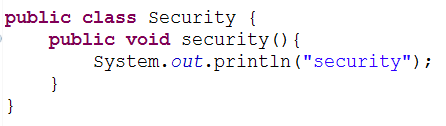 public class Security {
    public void security(){
        System.out.println("security");
    }
}